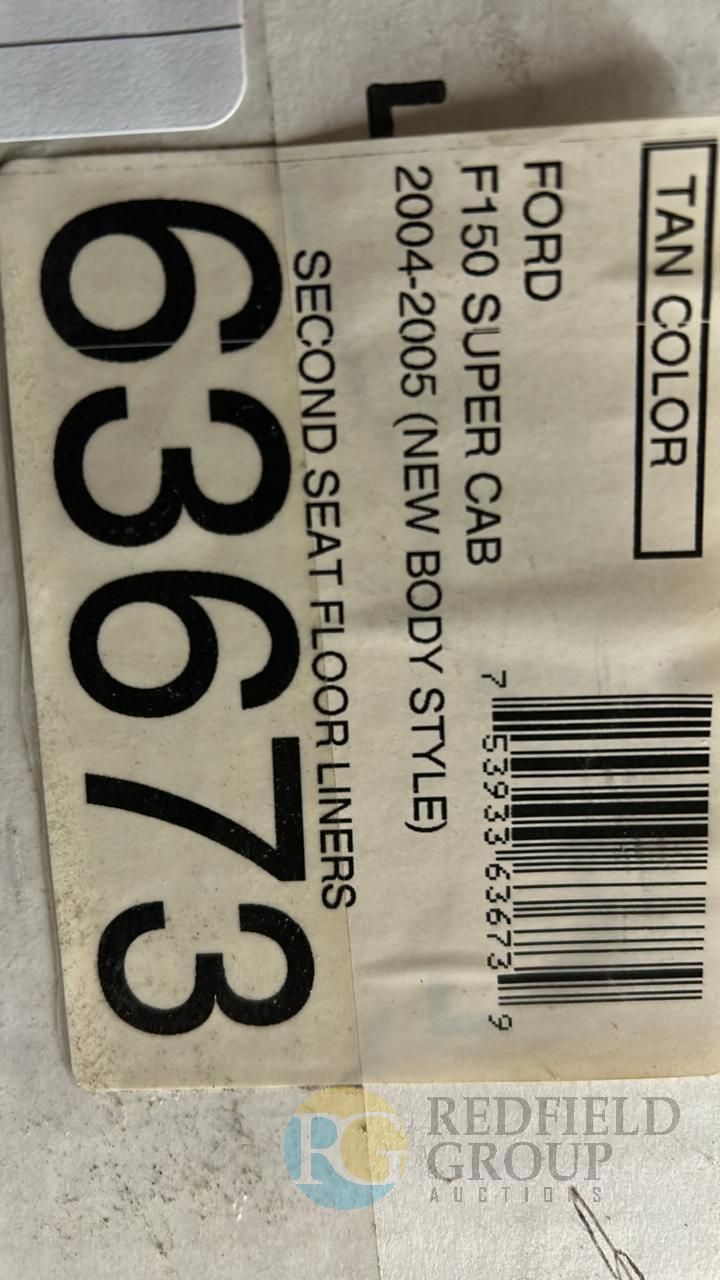 TAN COLOR
FORD
F150 SUPER CAB
2004-2005 (NEW BODY STYLE)
7 53933 63673 9
SECOND SEAT FLOOR LINERS
63673
L
RG
REDFIELD
GROUP
AUCTIONS